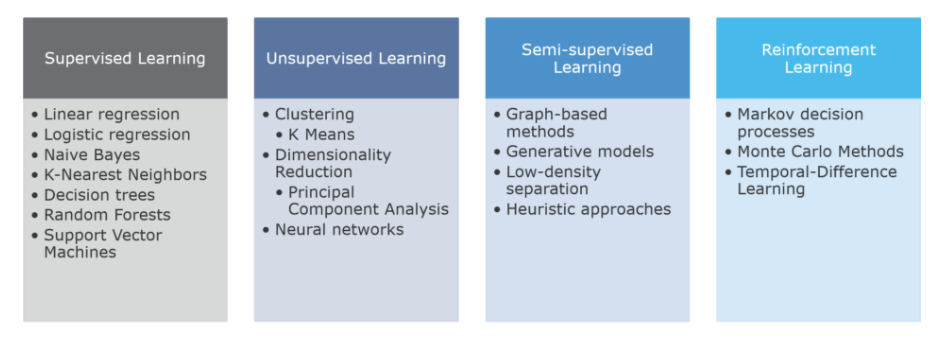 Supervised Learning
• Linear regression
• Logistic regression
• Naive Bayes
• K-Nearest Neighbors
• Decision trees
• Random Forests
• Support Vector
Machines
Unsupervised Learning
• Clustering
• K Means
• Dimensionality
Reduction
• Principal
Component Analysis
• Neural networks
Semi-supervised
Learning
• Graph-based
methods
• Generative models
• Low-density
separation
• Heuristic approaches
Reinforcement
Learning
• Markov decision
processes
• Monte Carlo Methods
• Temporal-Difference
Learning